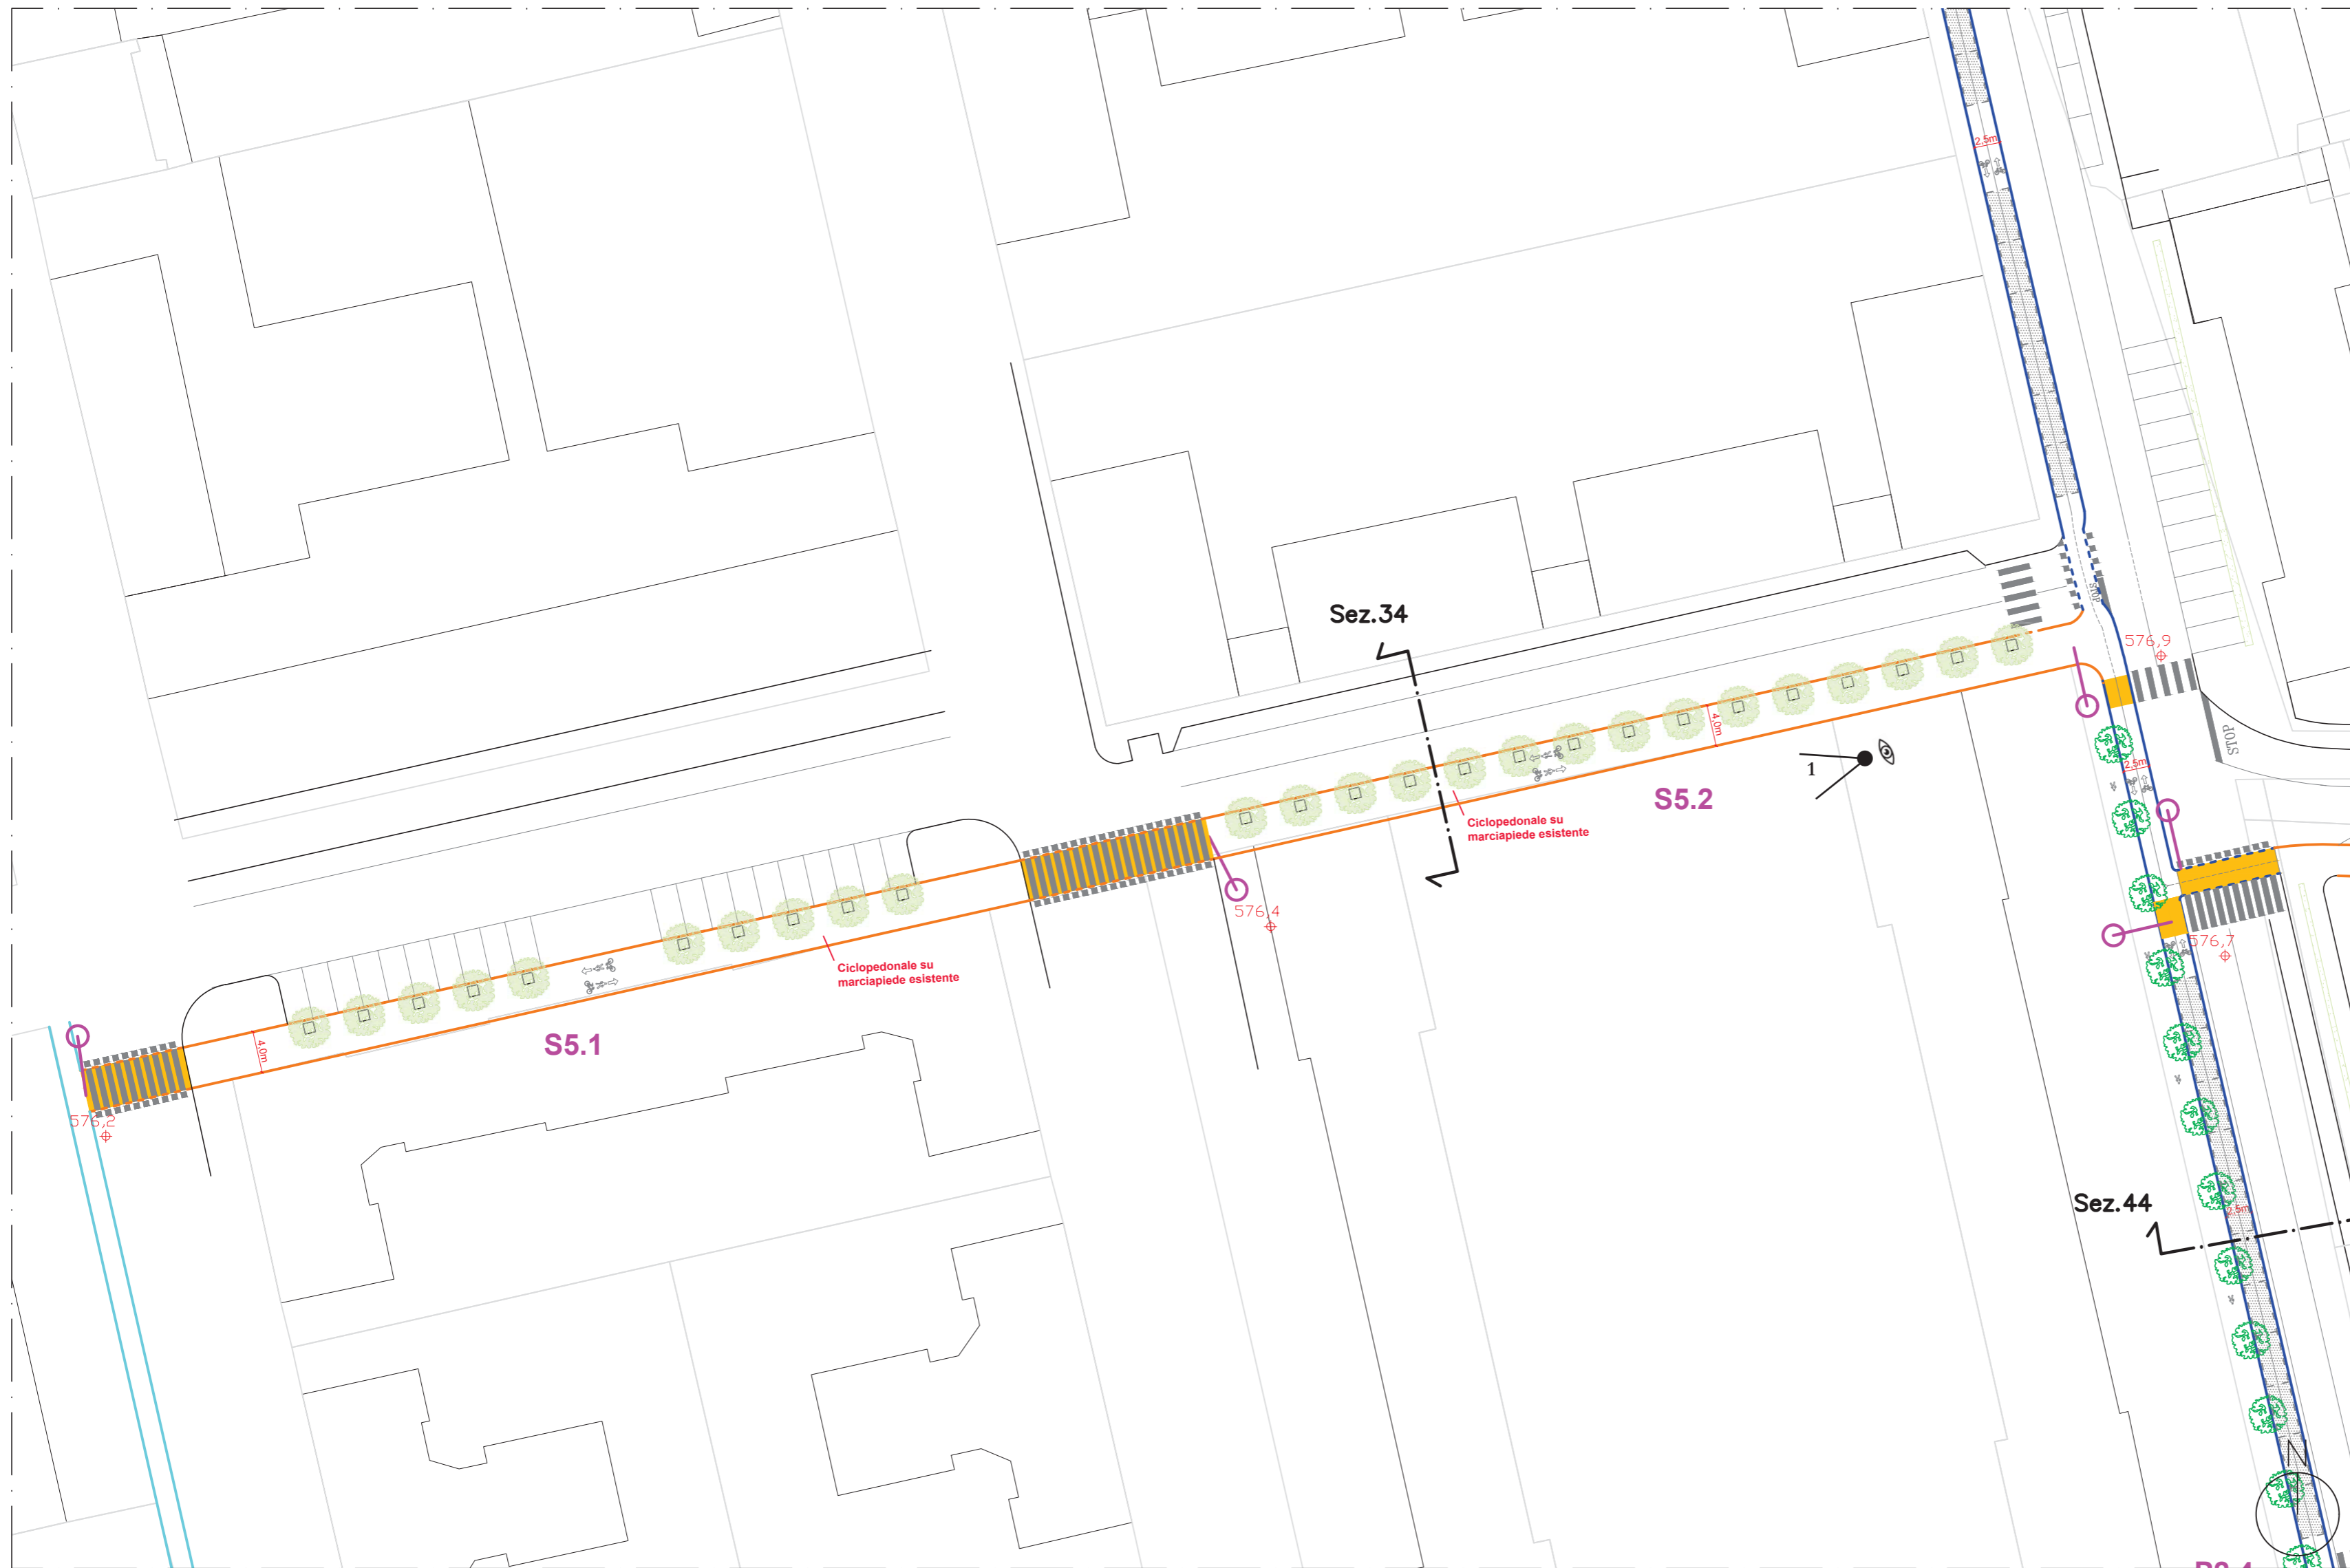 2,5m
Sez.34
STOP
576,9
4.0m
STOP
1
2,5m
S5.2
Ciclopedonale su
marciapiede esistente
576,4
576,7
Ciclopedonale su
marciapiede esistente
S5.1
4.0m
576,2
Sez.44
2,5m
N